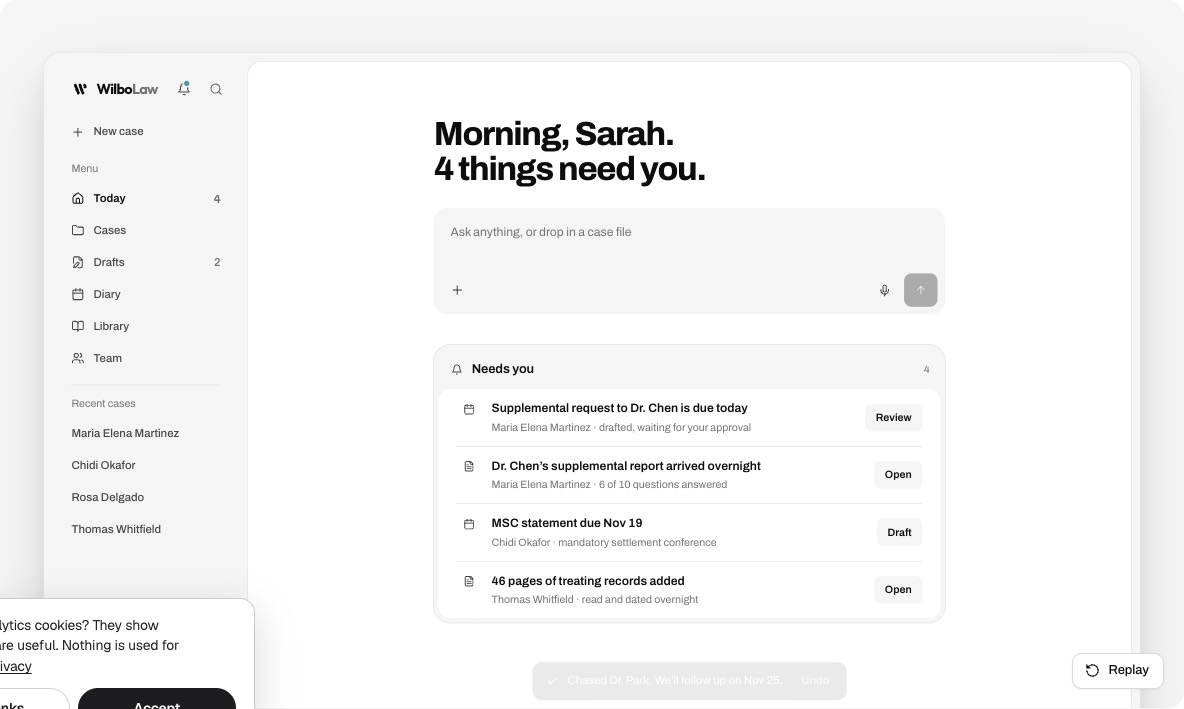 WilboLaw
New case
Menu
Today 4
Cases
Drafts 2
Diary
Library
Team
Recent cases
Maria Elena Martinez
Chidi Okafor
Rosa Delgado
Thomas Whitfield
Morning, Sarah.
4 things need you.
Ask anything, or drop in a case file
Needs you 4
Supplemental request to Dr. Chen is due today
Maria Elena Martinez · drafted, waiting for your approval
Review
Dr. Chen’s supplemental report arrived overnight
Maria Elena Martinez · 6 of 10 questions answered
Open
MSC statement due Nov 19
Chidi Okafor · mandatory settlement conference
Draft
46 pages of treating records added
Thomas Whitfield · read and dated overnight
Open
Chased Dr. Park. We’ll follow up on Nov 25. Undo
Replay
lytics cookies? They show
are useful. Nothing is used for
ivacy
nks
Accept